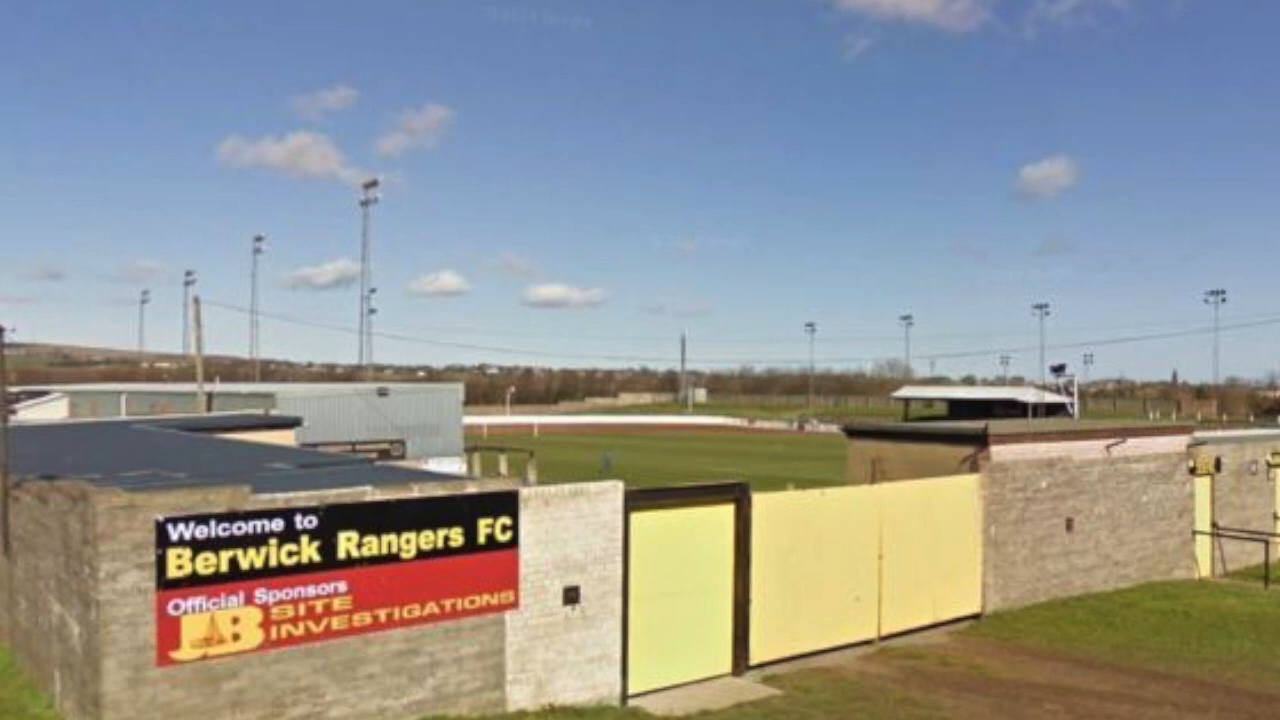 Welcome to
Berwick Rangers FC
Official Sponsors
JB SITE
INVESTIGATIONS